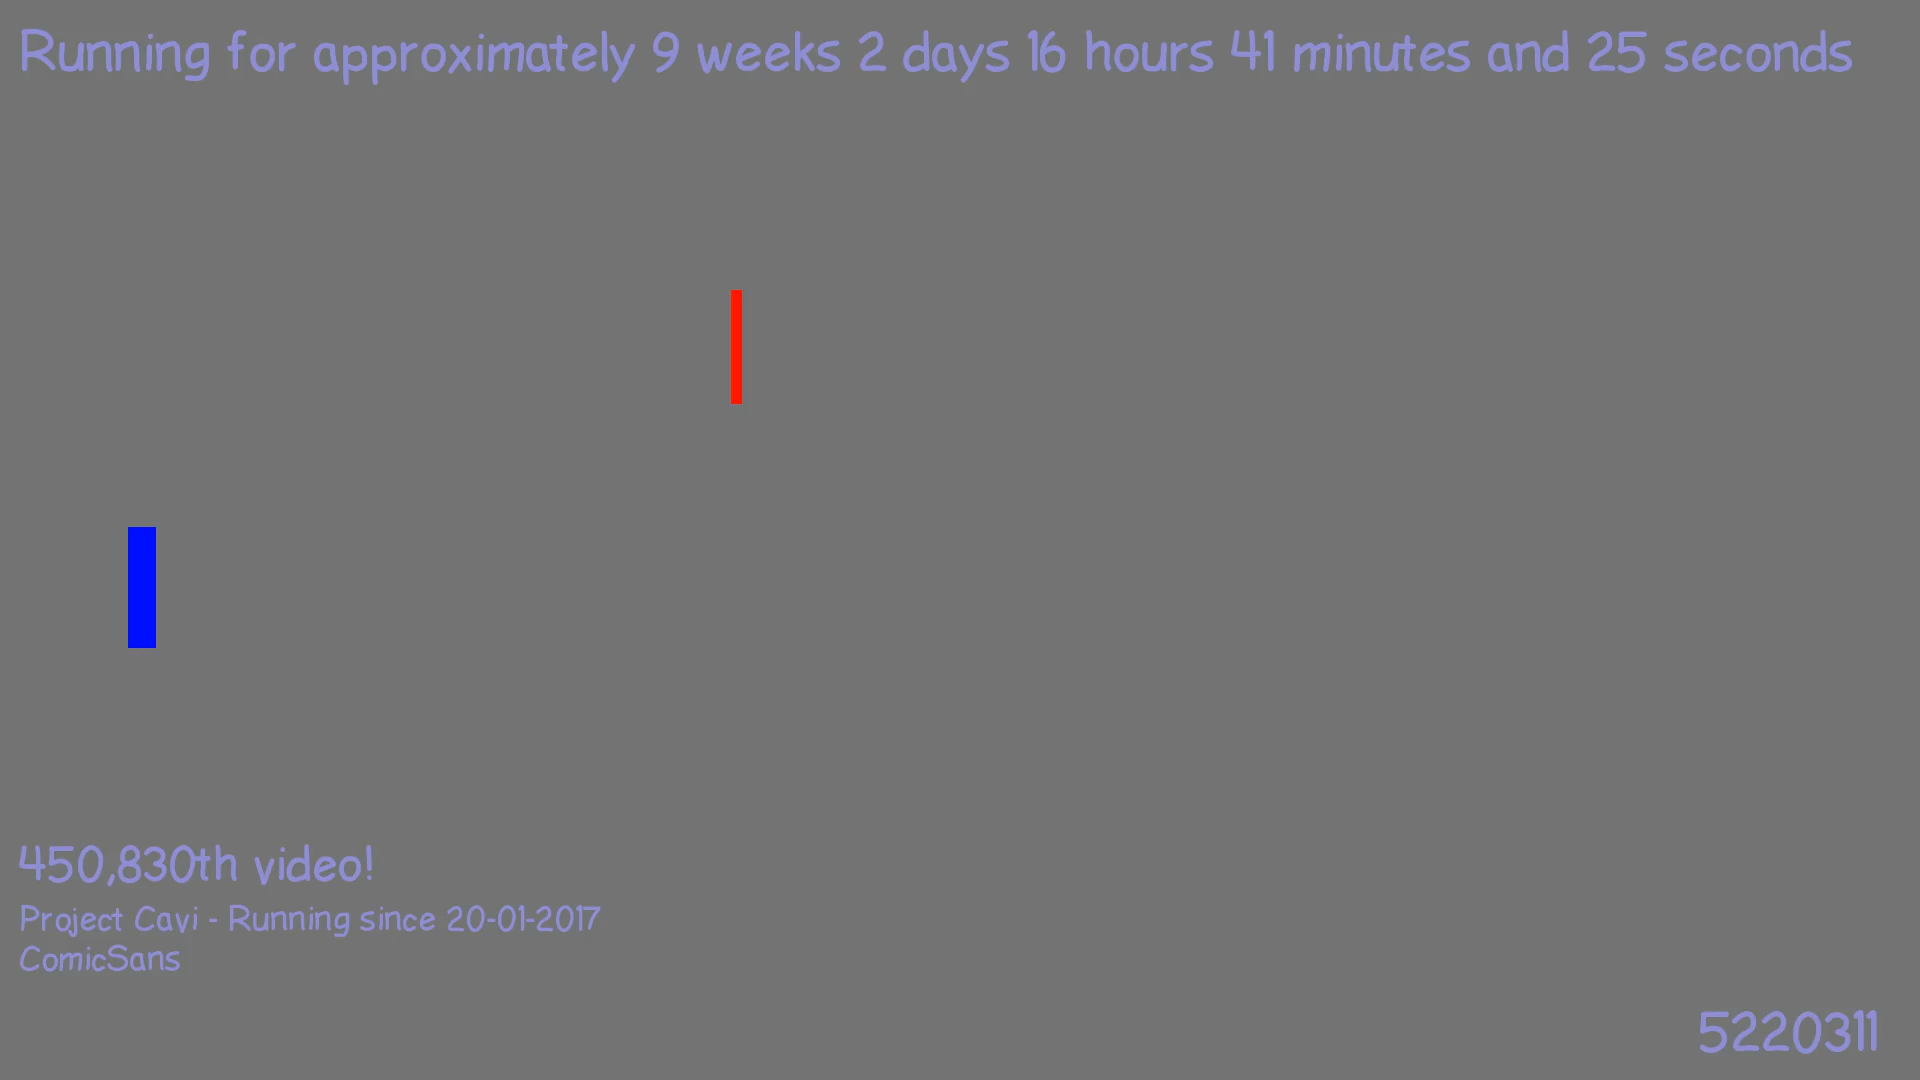 Running for approximately 9 weeks 2 days 16 hours 41 minutes and 25 seconds
450,830th video!
Project Cavi - Running since 20-01-2017
ComicSans
5220311